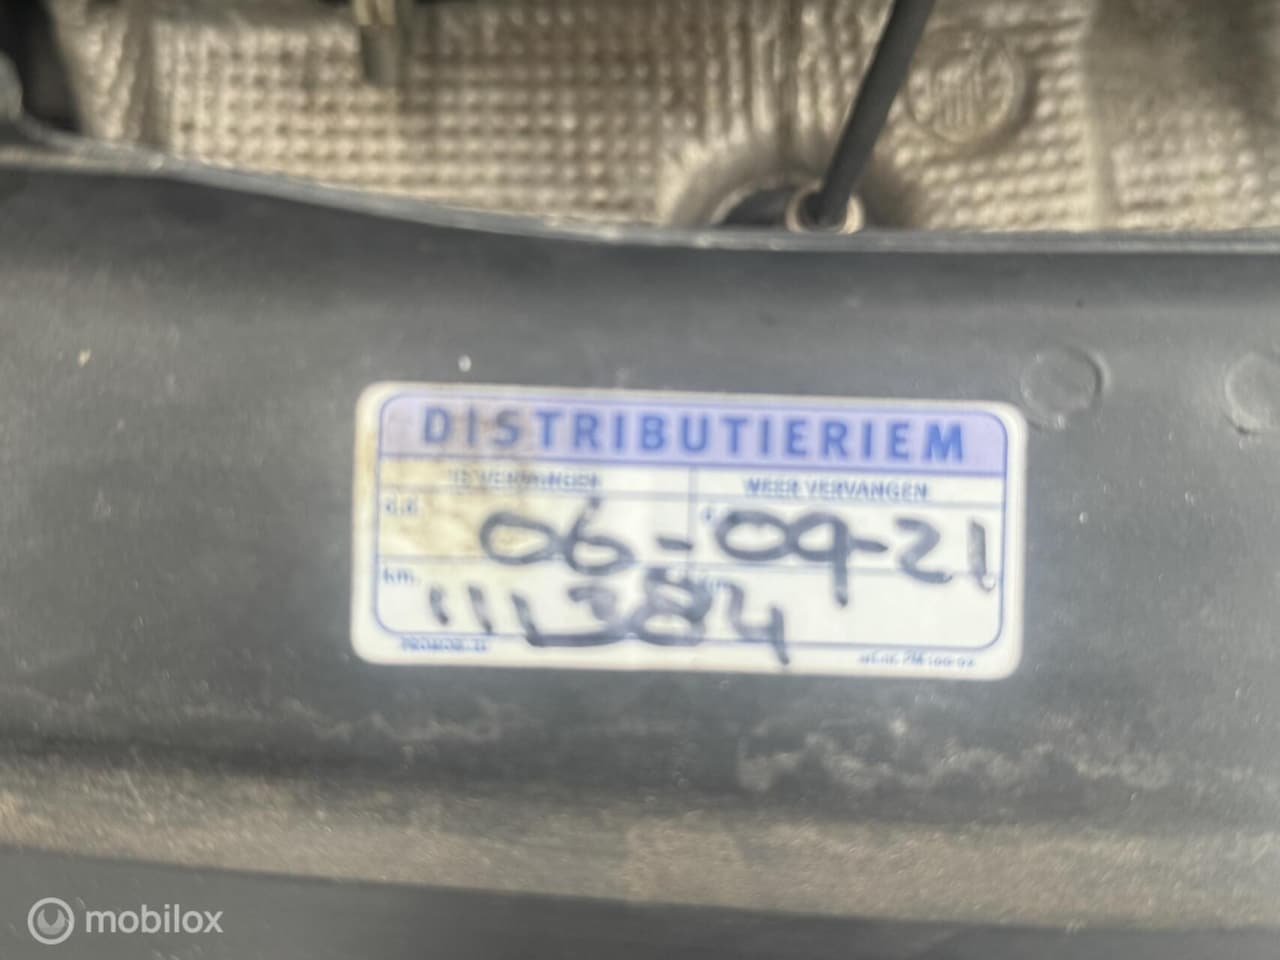 DISTRIBUTIERIEM
WEER VERVANGEN
d.d. 06-09-21
km. 111384
mobilox